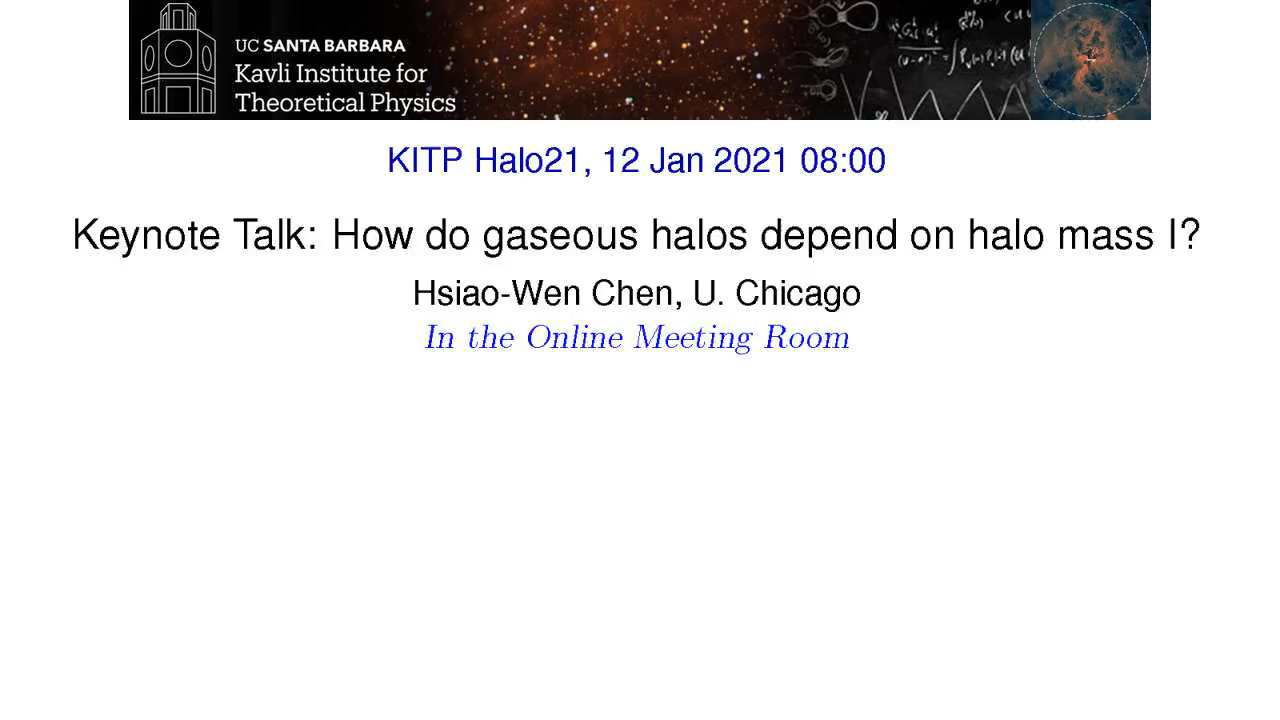 UC SANTA BARBARA
Kavli Institute for
Theoretical Physics
KITP Halo21, 12 Jan 2021 08:00
Keynote Talk: How do gaseous halos depend on halo mass I?
Hsiao-Wen Chen, U. Chicago
In the Online Meeting Room